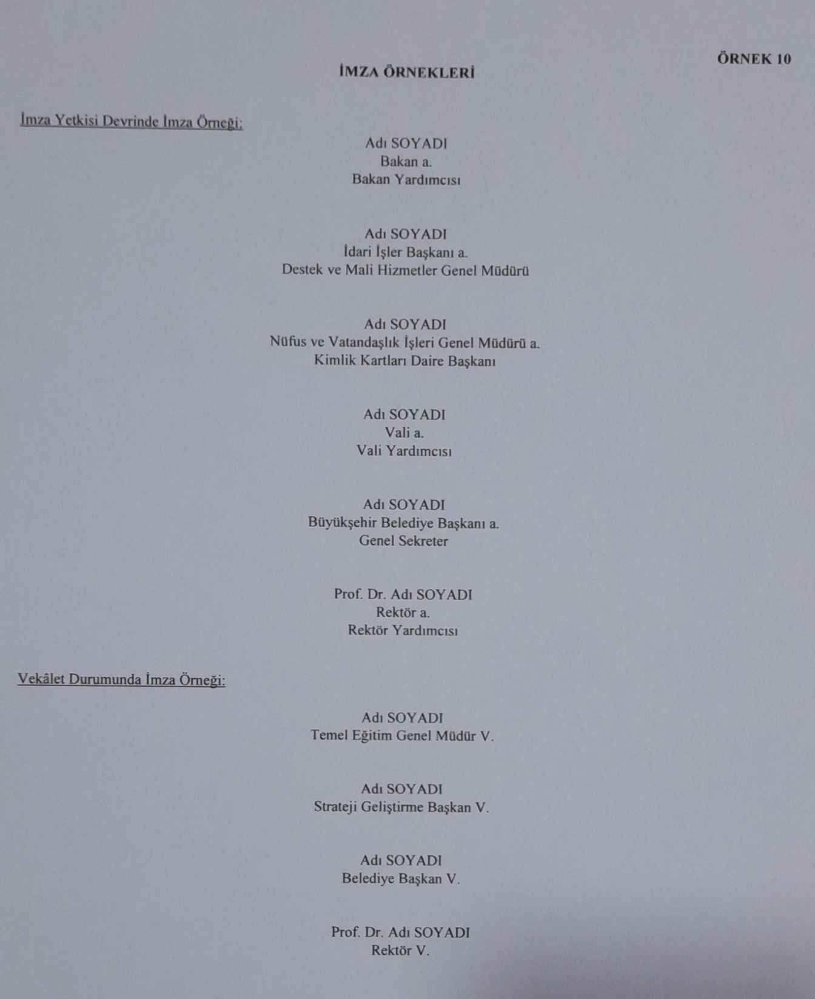 ÖRNEK 10
İMZA ÖRNEKLERİ
İmza Yetkisi Devrinde İmza Örneği:
Adı SOYADI
Bakan a.
Bakan Yardımcısı
Adı SOYADI
İdari İşler Başkanı a.
Destek ve Mali Hizmetler Genel Müdürü
Adı SOYADI
Nüfus ve Vatandaşlık İşleri Genel Müdürü a.
Kimlik Kartları Daire Başkanı
Adı SOYADI
Vali a.
Vali Yardımcısı
Adı SOYADI
Büyükşehir Belediye Başkanı a.
Genel Sekreter
Prof. Dr. Adı SOYADI
Rektör a.
Rektör Yardımcısı
Vekâlet Durumunda İmza Örneği:
Adı SOYADI
Temel Eğitim Genel Müdür V.
Adı SOYADI
Strateji Geliştirme Başkan V.
Adı SOYADI
Belediye Başkan V.
Prof. Dr. Adı SOYADI
Rektör V.